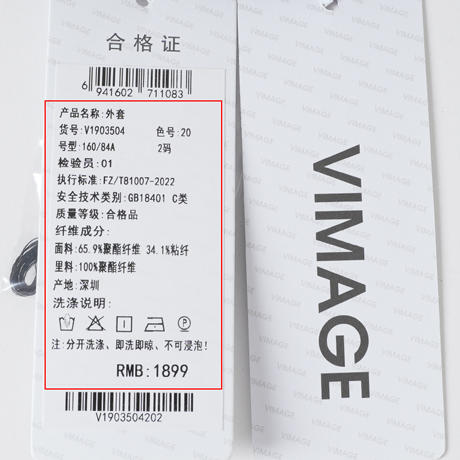 合格证
6 941602 711083
产品名称:外套
货号:V1903504 色号:20
号型:160/84A 2码
检验员:01
执行标准:FZ/T81007-2022
安全技术类别:GB18401 C类
质量等级:合格品
纤维成分:
面料:65.9%聚酯纤维 34.1%粘纤
里料:100%聚酯纤维
产地:深圳
洗涤说明:
注:分开洗涤、即洗即晾、不可浸泡!
RMB:1899
V1903504202
VIMAGE